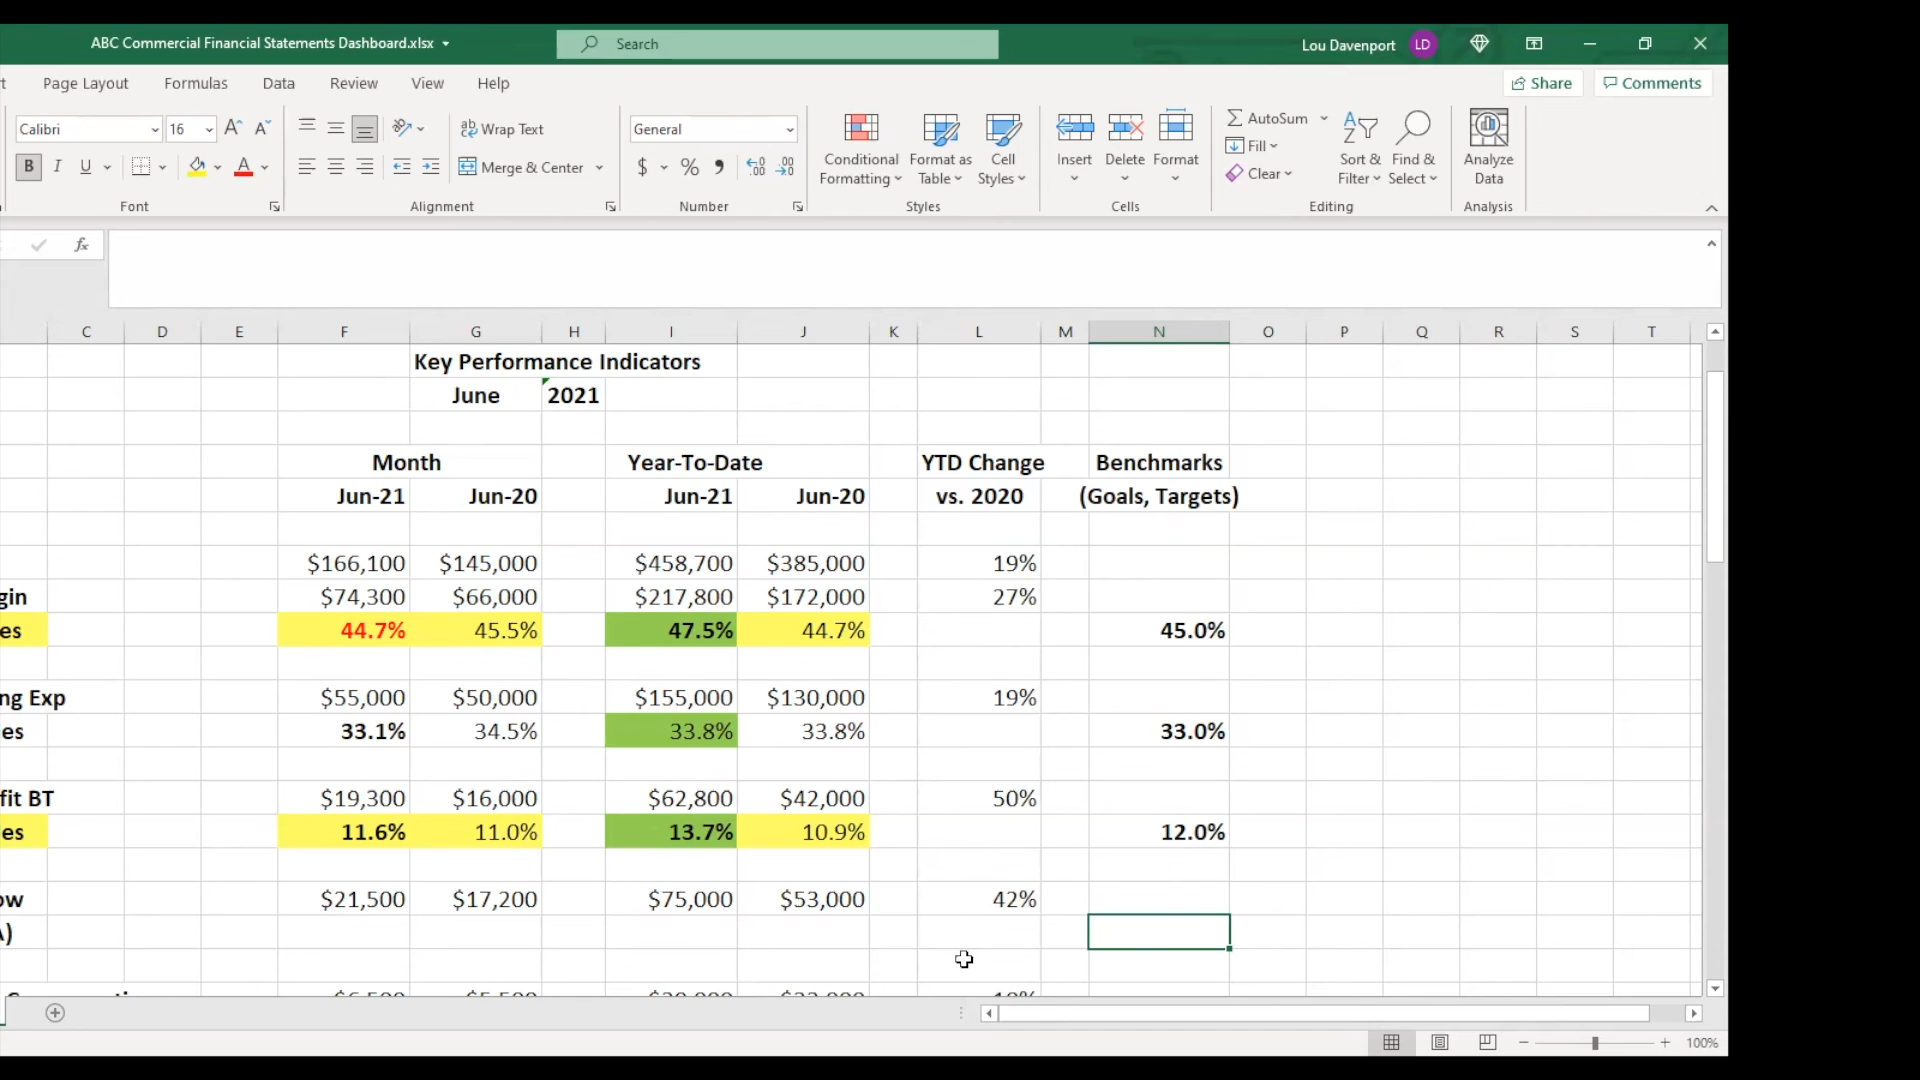 ABC Commercial Financial Statements Dashboard.xlsx
Search
Lou Davenport LD
t Page Layout Formulas Data Review View Help
Share Comments
Calibri 16 A A ab Wrap Text General
Conditional Formatting Format as Table Cell Styles
Insert Delete Format
AutoSum
Fill
Clear
Sort & Filter Find & Select
Analyze Data
B I U A Merge & Center $ %
Font Alignment Number Styles Cells Editing Analysis
fx
C D E F G H I J K L M N O P Q R S T
Key Performance Indicators
June 2021
Month Year-To-Date YTD Change Benchmarks
Jun-21 Jun-20 Jun-21 Jun-20 vs. 2020 (Goals, Targets)
$166,100 $145,000 $458,700 $385,000 19%
gin $74,300 $66,000 $217,800 $172,000 27%
es 44.7% 45.5% 47.5% 44.7% 45.0%
ng Exp $55,000 $50,000 $155,000 $130,000 19%
es 33.1% 34.5% 33.8% 33.8% 33.0%
fit BT $19,300 $16,000 $62,800 $42,000 50%
es 11.6% 11.0% 13.7% 10.9% 12.0%
ow $21,500 $17,200 $75,000 $53,000 42%
A)
100%